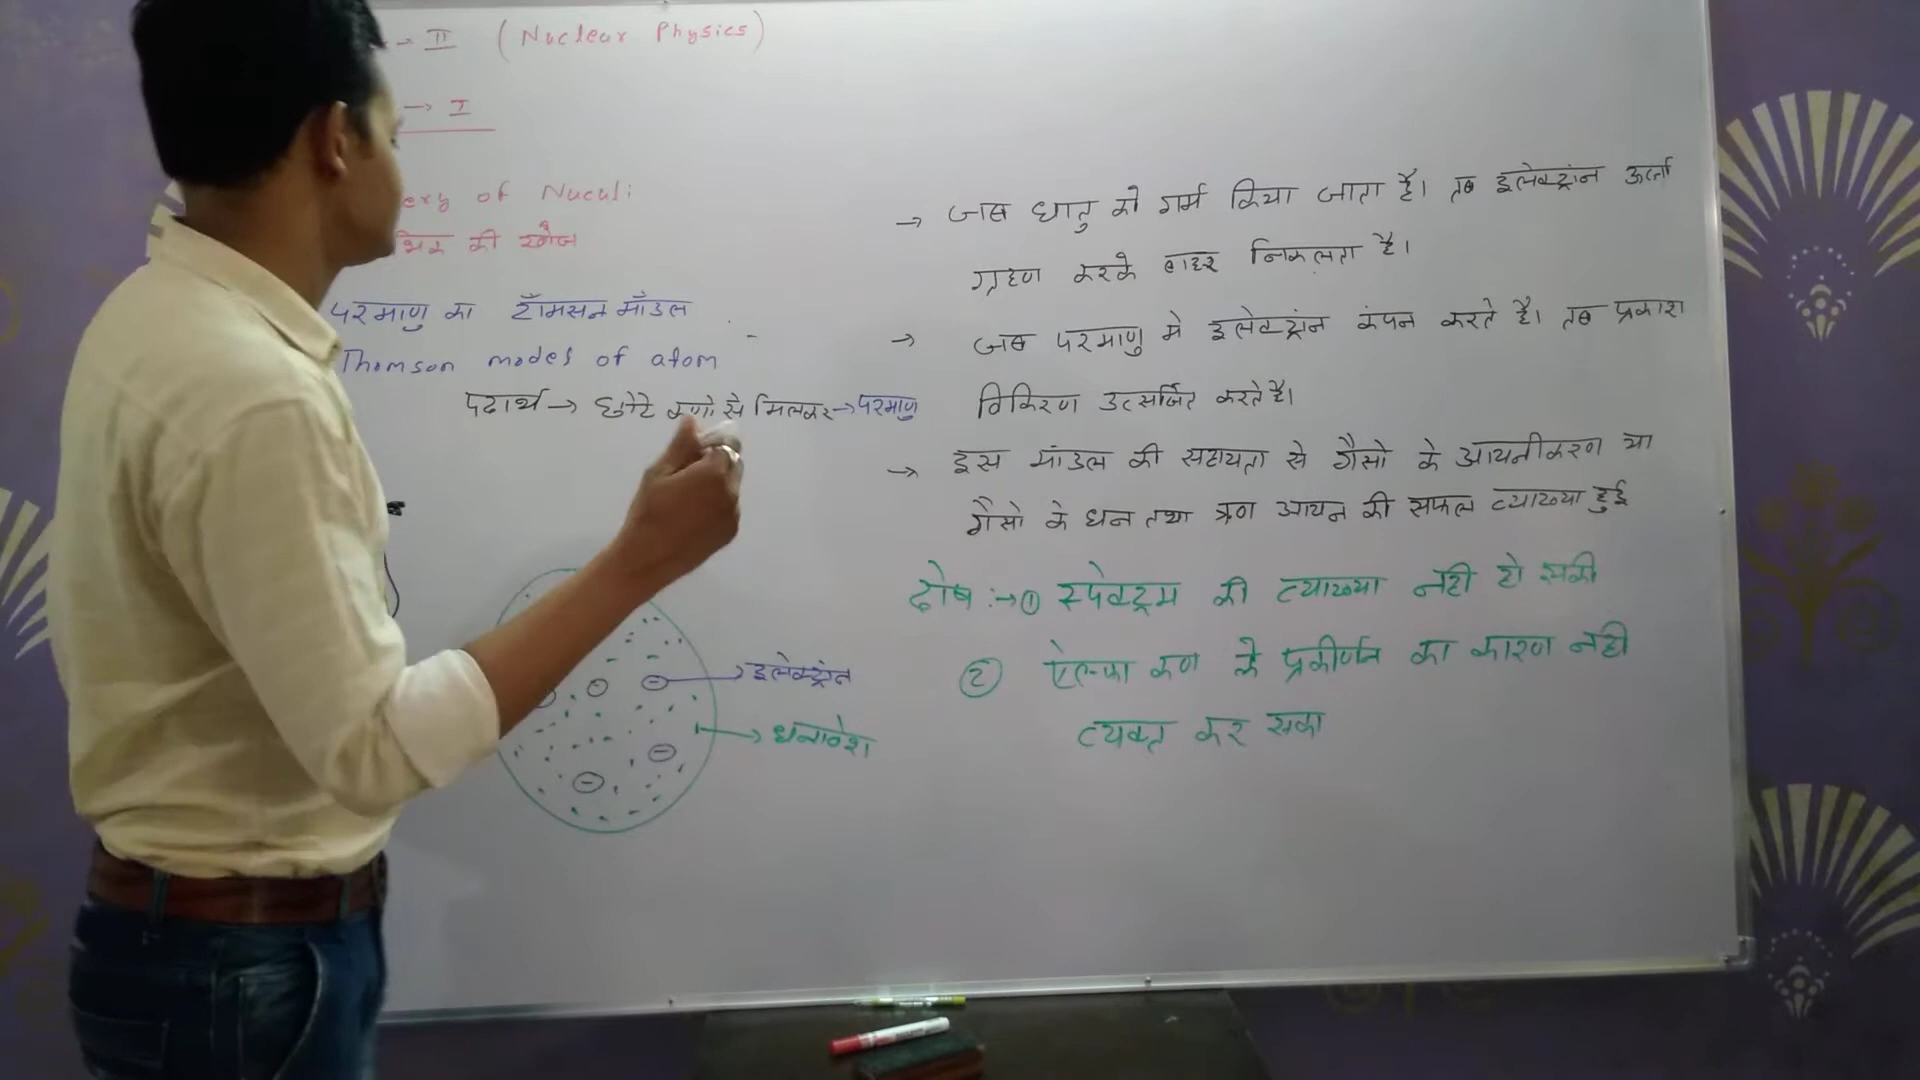 → II (Nuclear Physics)
→ I
ery of Nuculi
भिक की खोज
परमाणु का टॉमसन मॉडल
Thomson models of atom
पदार्थ → छोटे कणो से मिलकर → परमाणु
→ इलेक्ट्रांन
→ धनावेश
→ जब धातु को गर्म किया जाता है। तब इलेक्ट्रांन ऊर्जा
ग्रहण करके बाहर निकलता है।
→ जब परमाणु मे इलेक्ट्रांन कंपन करते है। तब प्रकाश
विकिरण उत्सर्जित करते है।
→ इस मांडल की सहायता से गैसो के आयनीकरण या
गैसो के धन तथा ऋण आयन की सफल व्याख्या हुई
दोष :→ ① स्पेक्ट्रम की व्याख्या नही हो सकी
② ऐल्फा कण के प्रकीर्णन का कारण नही
व्यक्त कर सका